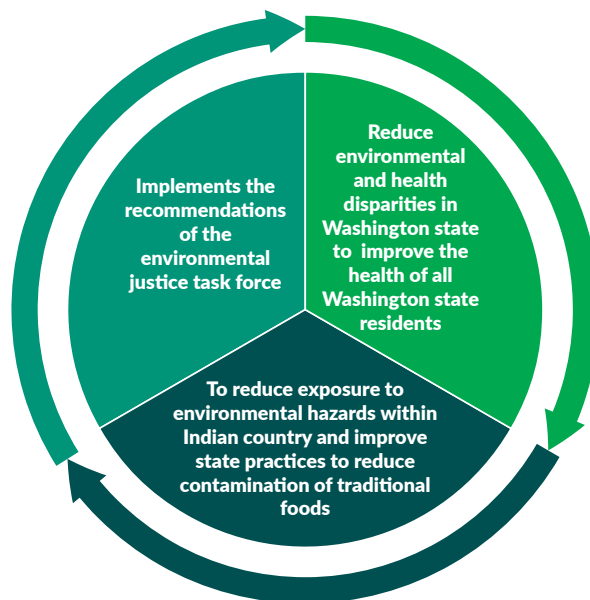 Implements the
recommendations
of the
environmental
justice task force
Reduce
environmental
and health
disparities in
Washington state
to  improve the
health of all
Washington state
residents
To reduce exposure to
environmental hazards within
Indian country and improve
state practices to reduce
contamination of traditional
foods